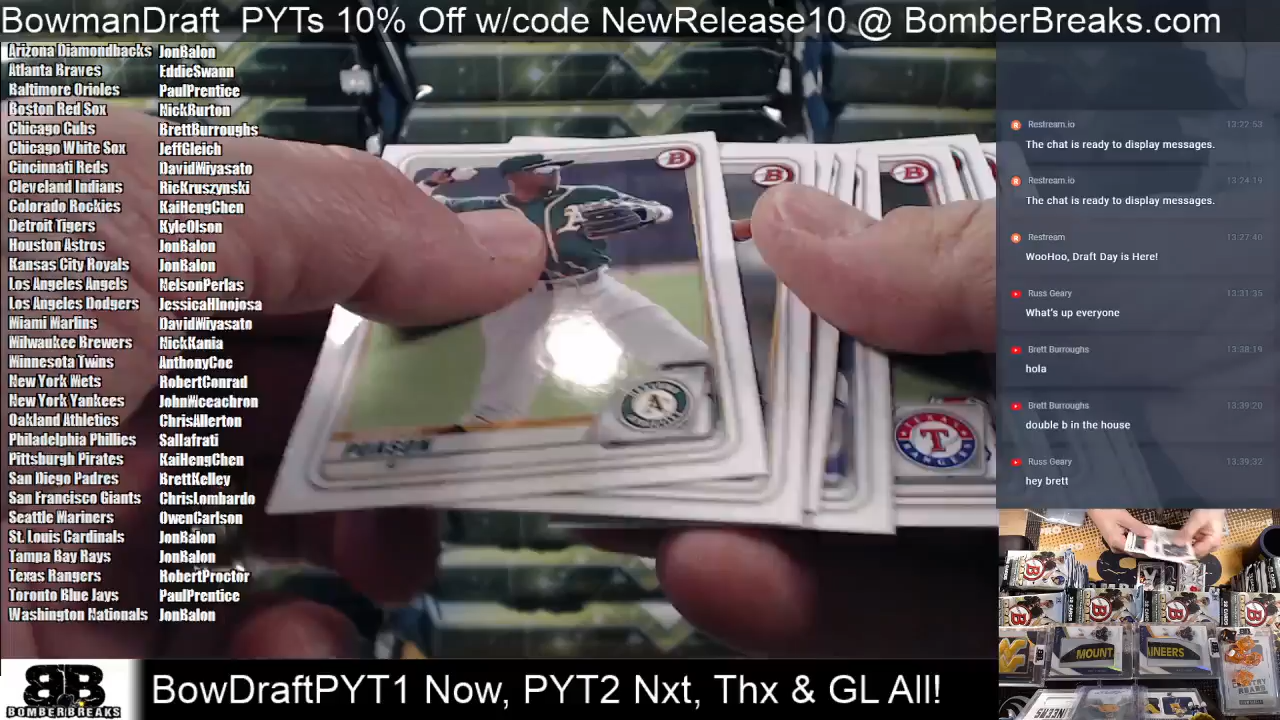 BowmanDraft PYTs 10% Off w/code NewRelease10 @ BomberBreaks.com
Arizona Diamondbacks JonBalon
Atlanta Braves EddieSwann
Baltimore Orioles PaulPrentice
Boston Red Sox NickBurton
Chicago Cubs BrettBurroughs
Chicago White Sox JeffGleich
Cincinnati Reds DavidMiyasato
Cleveland Indians RicKruszynski
Colorado Rockies KaiHengChen
Detroit Tigers KyleOlson
Houston Astros JonBalon
Kansas City Royals JonBalon
Los Angeles Angels NelsonPerlas
Los Angeles Dodgers JessicaHInojosa
Miami Marlins DavidMiyasato
Milwaukee Brewers NickKania
Minnesota Twins AnthonyCoe
New York Mets RobertConrad
New York Yankees JohnMceachron
Oakland Athletics ChrisAllerton
Philadelphia Phillies Sallafrati
Pittsburgh Pirates KaiHengChen
San Diego Padres BrettKelley
San Francisco Giants ChrisLombardo
Seattle Mariners OwenCarlson
St. Louis Cardinals JonBalon
Tampa Bay Rays JonBalon
Texas Rangers RobertProctor
Toronto Blue Jays PaulPrentice
Washington Nationals JonBalon
B
B
B
A
T
Restream.io 13:22:53
The chat is ready to display messages.
Restream.io 13:24:19
The chat is ready to display messages.
Restream 13:27:40
WooHoo, Draft Day is Here!
Russ Geary 13:31:35
What's up everyone
Brett Burroughs 13:38:19
hola
Brett Burroughs 13:39:20
double b in the house
Russ Geary 13:39:32
hey brett
MOUNT
AINEERS
BB
BOMBERBREAKS
BowDraftPYT1 Now, PYT2 Nxt, Thx & GL All!